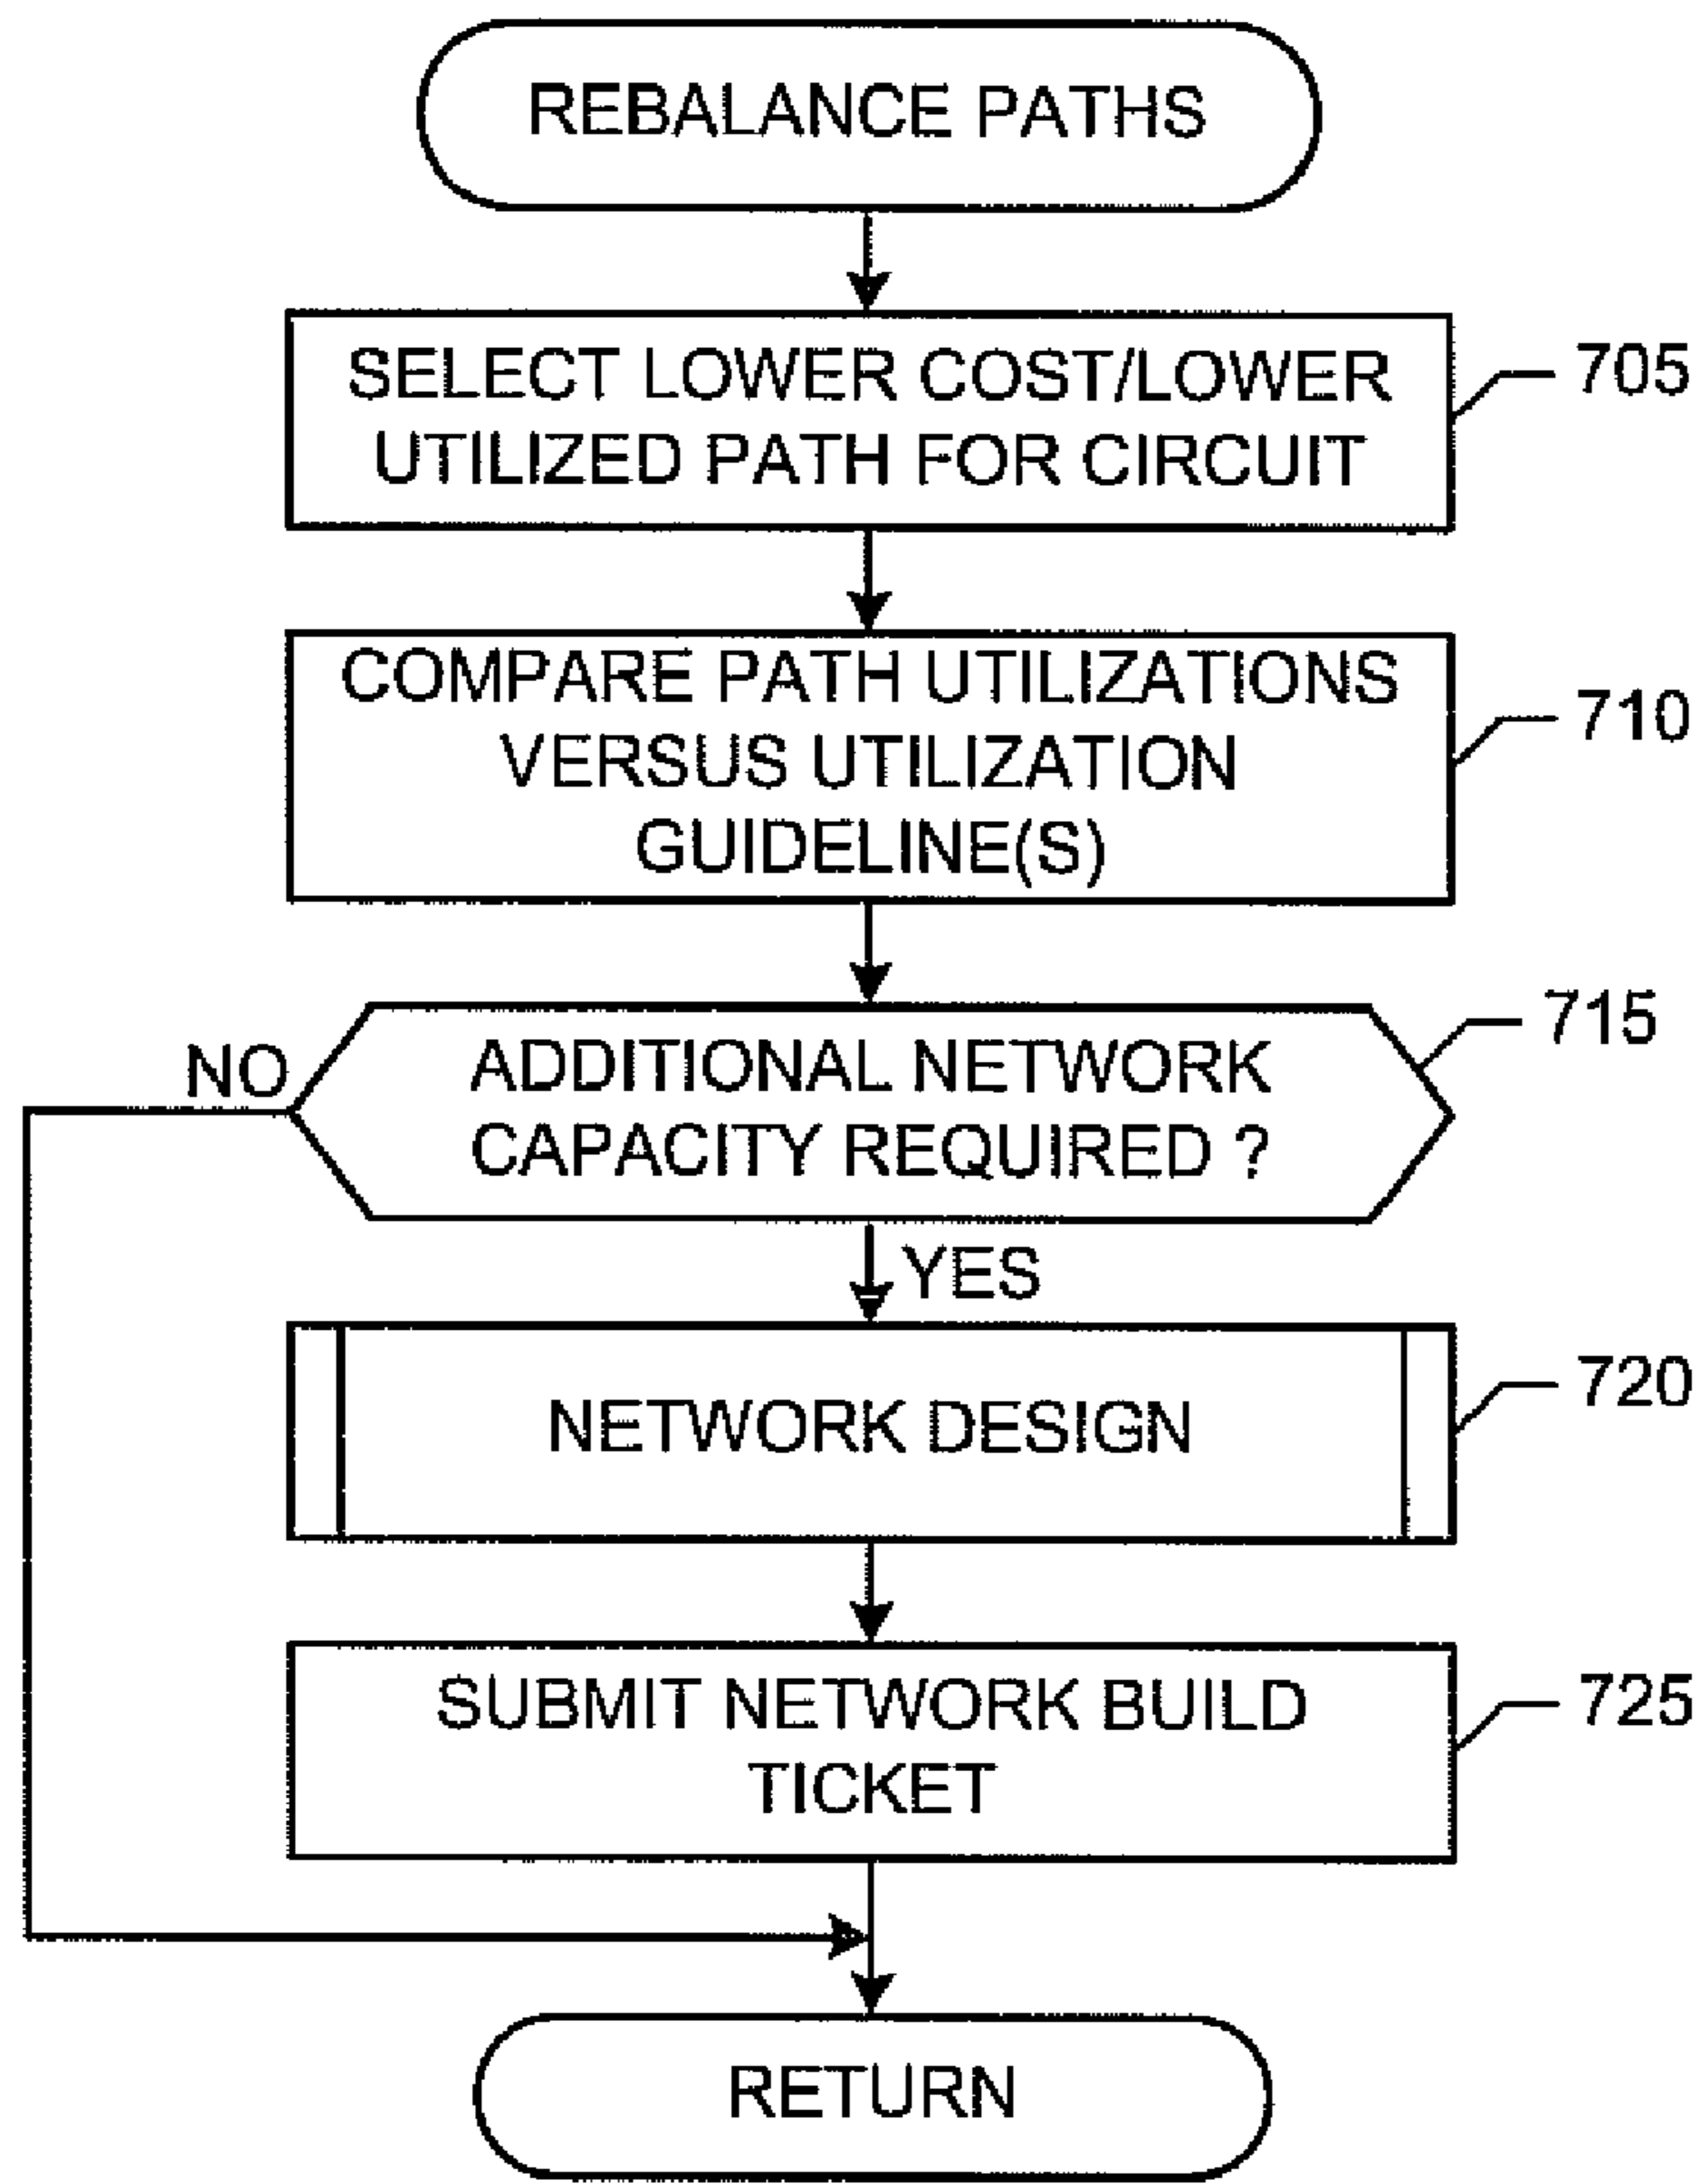 REBALANCE PATHS
SELECT LOWER COST/LOWER
UTILIZED PATH FOR CIRCUIT
705
COMPARE PATH UTILIZATIONS
VERSUS UTILIZATION
GUIDELINE(S)
710
715
NO
ADDITIONAL NETWORK
CAPACITY REQUIRED ?
YES
NETWORK DESIGN
720
SUBMIT NETWORK BUILD
TICKET
725
RETURN